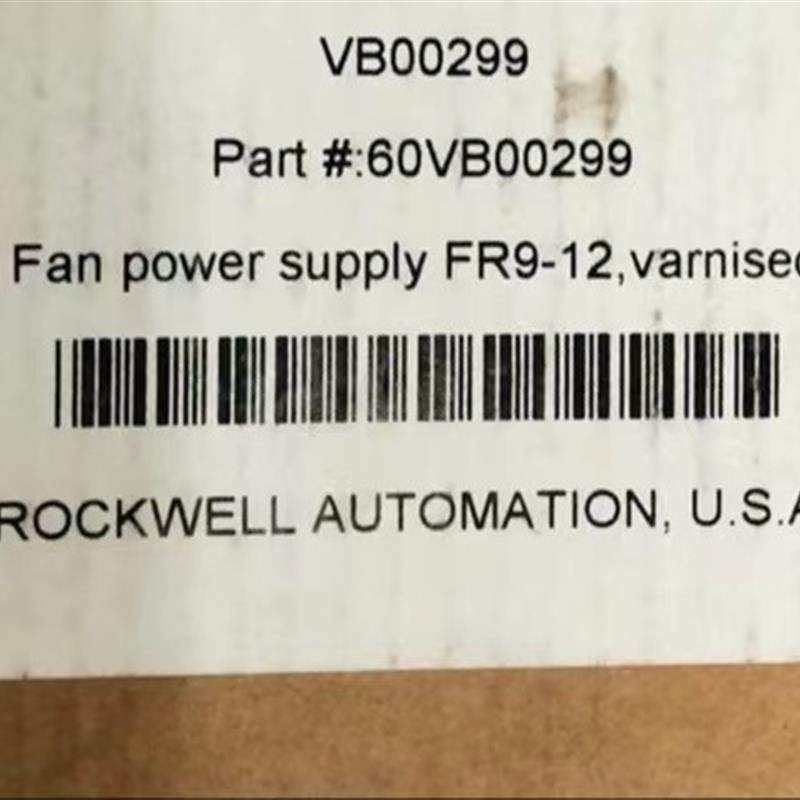 VB00299
Part #:60VB00299
Fan power supply FR9-12,varnised
ROCKWELL AUTOMATION, U.S.A